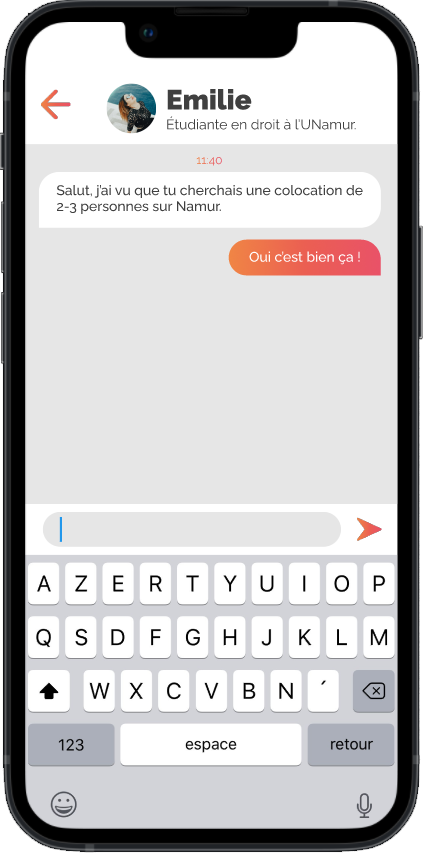 Emilie
Étudiante en droit à l'UNamur.
11:40
Salut, j'ai vu que tu cherchais une colocation de
2-3 personnes sur Namur.
Oui c'est bien ça !
A Z E R T Y U I O P
Q S D F G H J K L M
W X C V B N ´
123 espace retour